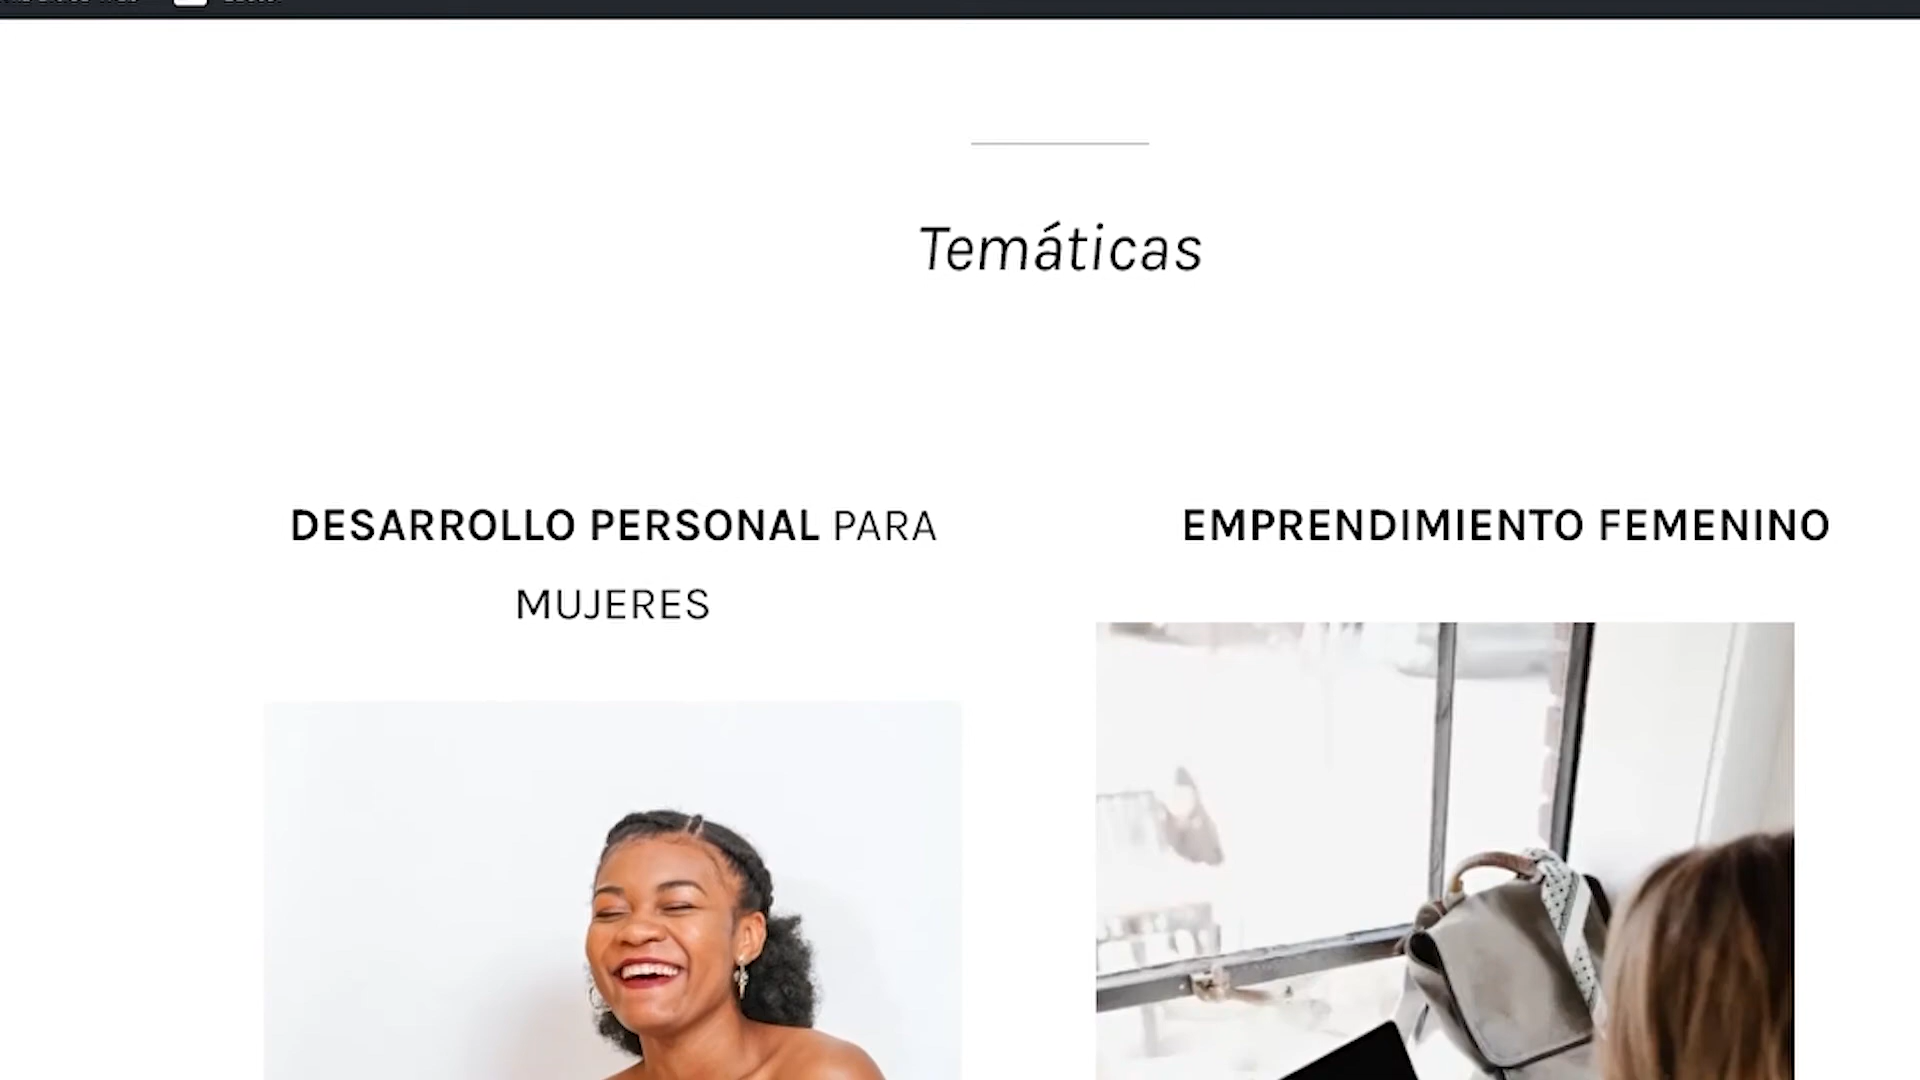 Temáticas
DESARROLLO PERSONAL PARA
MUJERES
EMPRENDIMIENTO FEMENINO